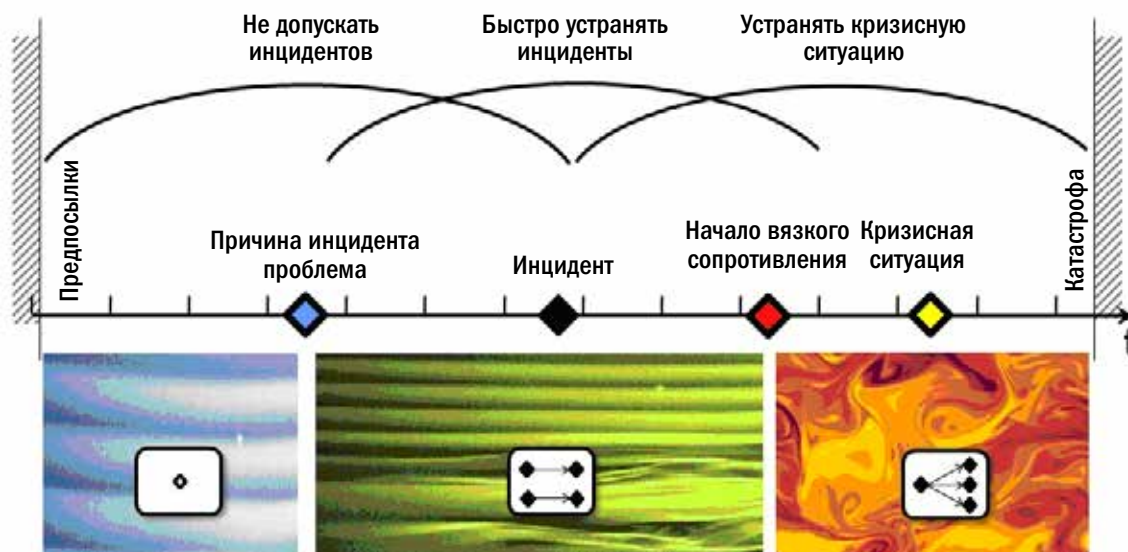 Не допускать
инцидентов
Быстро устранять
инциденты
Устранять кризисную
ситуацию
Предпосылки
Причина инцидента
проблема
Инцидент
Начало вязкого
сопротивления
Кризисная
ситуация
Катастрофа
t